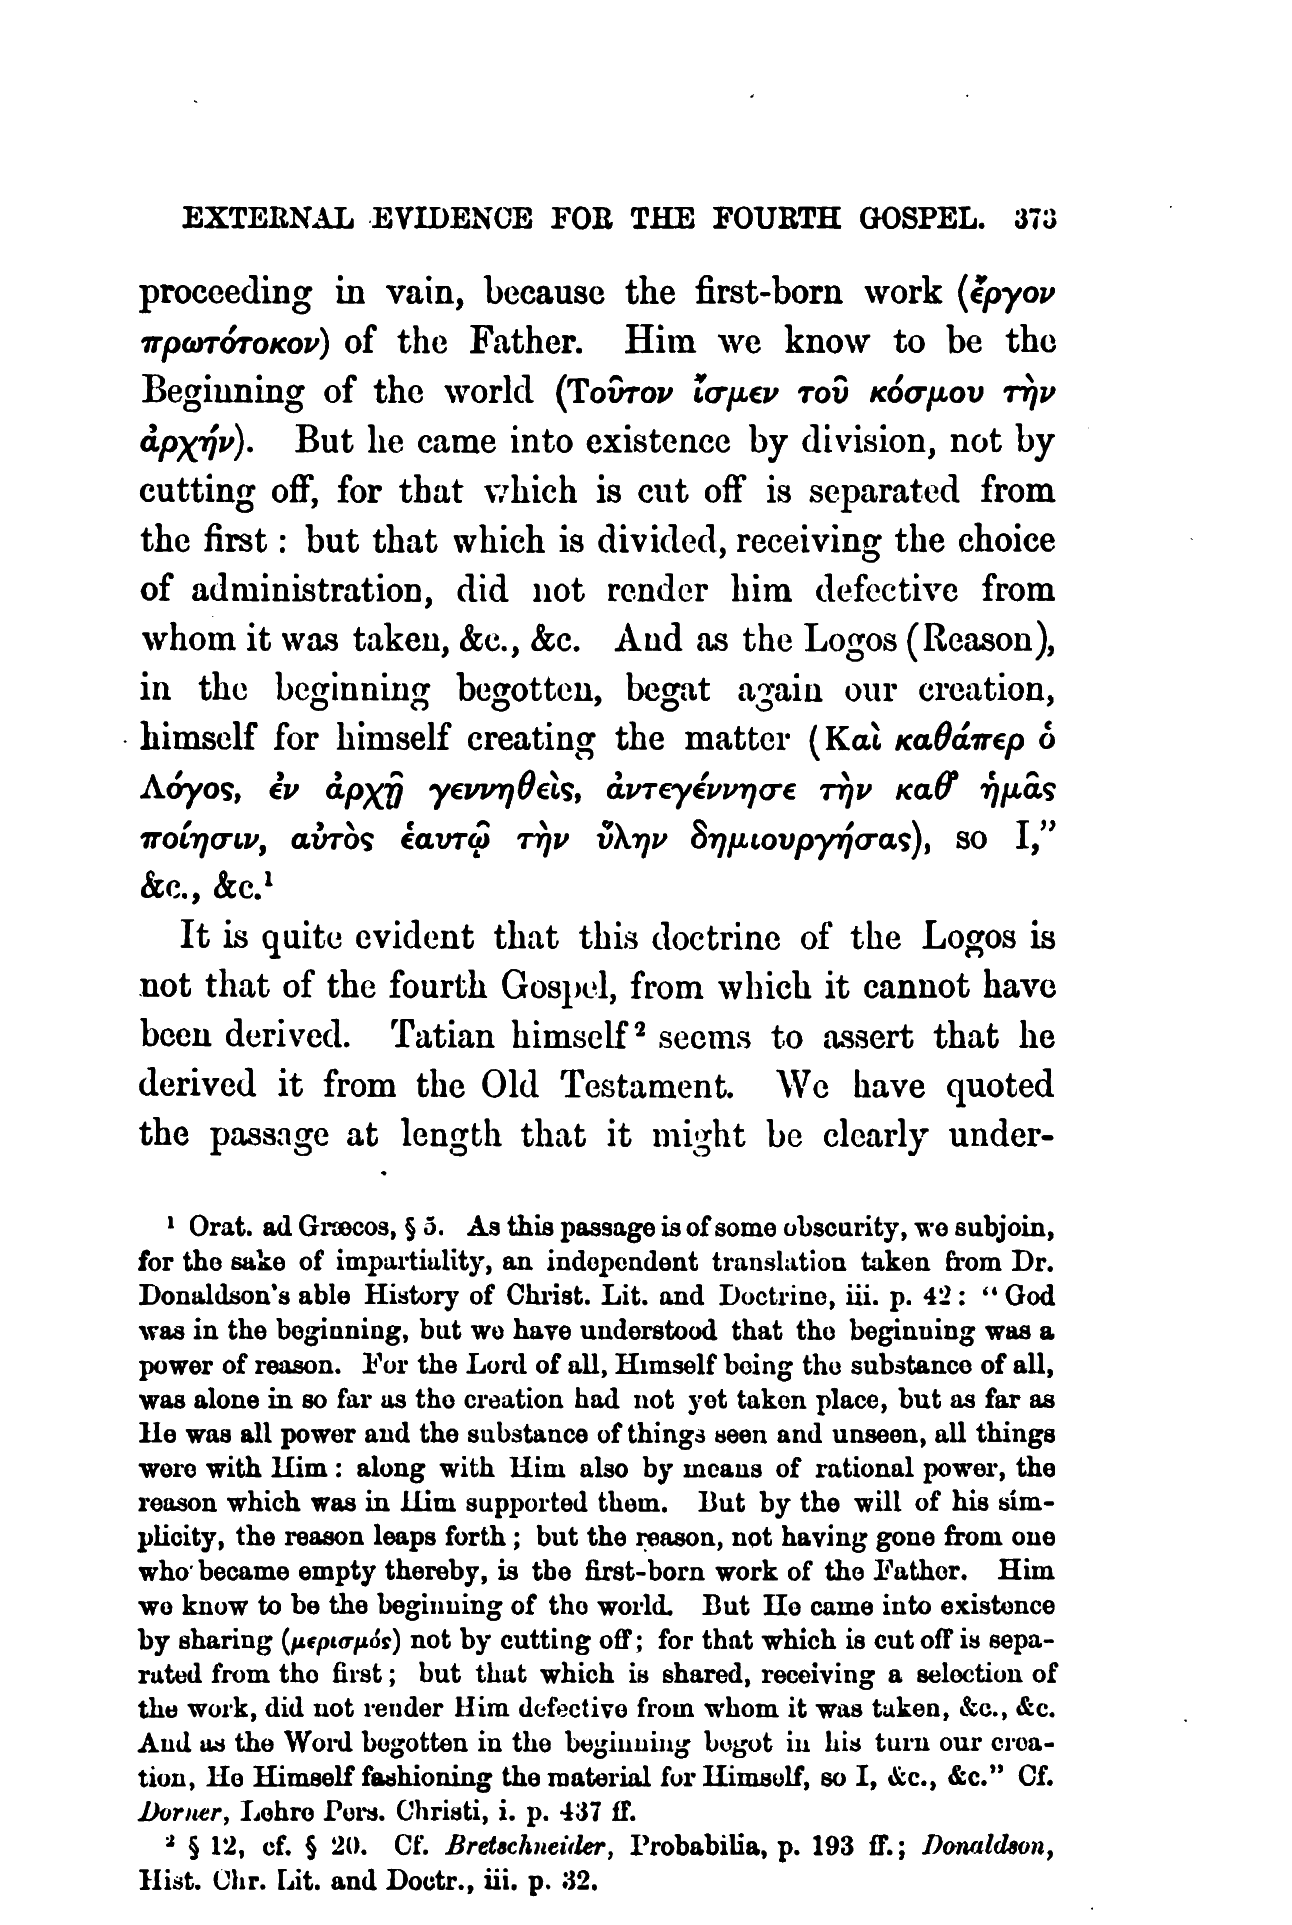 EXTERNAL EVIDENCE FOR THE FOURTH GOSPEL. 373
proceeding in vain, because the first-born work (ἔργον
πρωτότοκον) of the Father. Him we know to be the
Beginning of the world (Τοῦτον ἴσμεν τοῦ κόσμου τὴν
ἀρχήν). But he came into existence by division, not by
cutting off, for that which is cut off is separated from
the first : but that which is divided, receiving the choice
of administration, did not render him defective from
whom it was taken, &c., &c. And as the Logos (Reason),
in the beginning begotten, begat again our creation,
himself for himself creating the matter (Καὶ καθάπερ ὁ
Λόγος, ἐν ἀρχῇ γεννηθεὶς, ἀντεγέννησε τὴν καθ' ἡμᾶς
ποίησιν, αὐτὸς ἑαυτῷ τὴν ὕλην δημιουργήσας), so I,”
&c., &c.¹
It is quite evident that this doctrine of the Logos is
not that of the fourth Gospel, from which it cannot have
been derived. Tatian himself² seems to assert that he
derived it from the Old Testament. We have quoted
the passage at length that it might be clearly under-
¹ Orat. ad Græcos, § 5. As this passage is of some obscurity, we subjoin,
for the sake of impartiality, an independent translation taken from Dr.
Donaldson's able History of Christ. Lit. and Doctrine, iii. p. 42 : “ God
was in the beginning, but we have understood that the beginning was a
power of reason. For the Lord of all, Himself being the substance of all,
was alone in so far as the creation had not yet taken place, but as far as
He was all power and the substance of things seen and unseen, all things
were with Him : along with Him also by means of rational power, the
reason which was in Him supported them. But by the will of his sim-
plicity, the reason leaps forth ; but the reason, not having gone from one
who became empty thereby, is the first-born work of the Father. Him
we know to be the beginning of the world. But He came into existence
by sharing (μερισμός) not by cutting off ; for that which is cut off is sepa-
rated from the first ; but that which is shared, receiving a selection of
the work, did not render Him defective from whom it was taken, &c., &c.
And as the Word begotten in the beginning begot in his turn our crea-
tion, He Himself fashioning the material for Himself, so I, &c., &c.” Cf.
Dorner, Lehre Pers. Christi, i. p. 437 ff.
² § 12, cf. § 20. Cf. Bretschneider, Probabilia, p. 193 ff. ; Donaldson,
Hist. Chr. Lit. and Doctr., iii. p. 32.